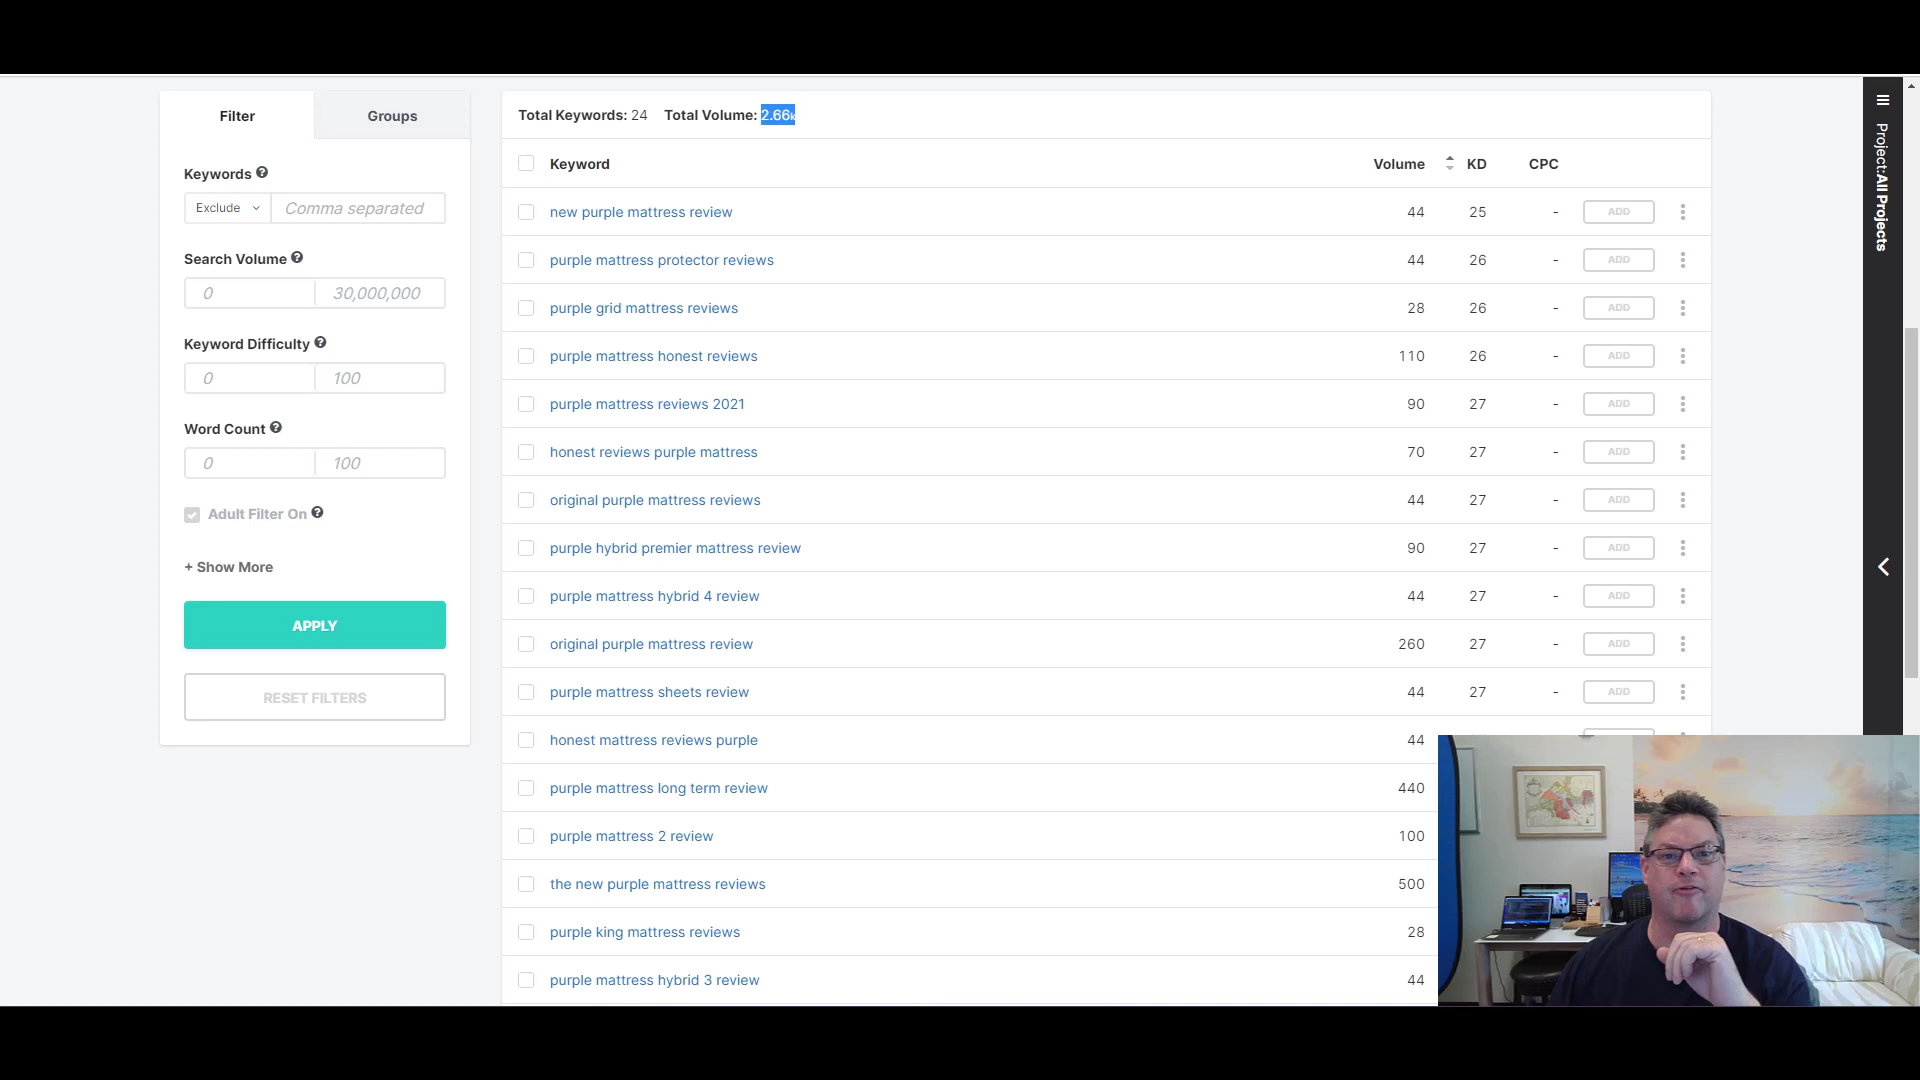 Filter
Groups
Keywords
Exclude
Comma separated
Search Volume
0 30,000,000
Keyword Difficulty
0 100
Word Count
0 100
Adult Filter On
+ Show More
APPLY
RESET FILTERS
Total Keywords: 24 Total Volume: 2.66k
Keyword Volume KD CPC
new purple mattress review 44 25 - ADD
purple mattress protector reviews 44 26 - ADD
purple grid mattress reviews 28 26 - ADD
purple mattress honest reviews 110 26 - ADD
purple mattress reviews 2021 90 27 - ADD
honest reviews purple mattress 70 27 - ADD
original purple mattress reviews 44 27 - ADD
purple hybrid premier mattress review 90 27 - ADD
purple mattress hybrid 4 review 44 27 - ADD
original purple mattress review 260 27 - ADD
purple mattress sheets review 44 27 - ADD
honest mattress reviews purple 44
purple mattress long term review 440
purple mattress 2 review 100
the new purple mattress reviews 500
purple king mattress reviews 28
purple mattress hybrid 3 review 44
Project: All Projects